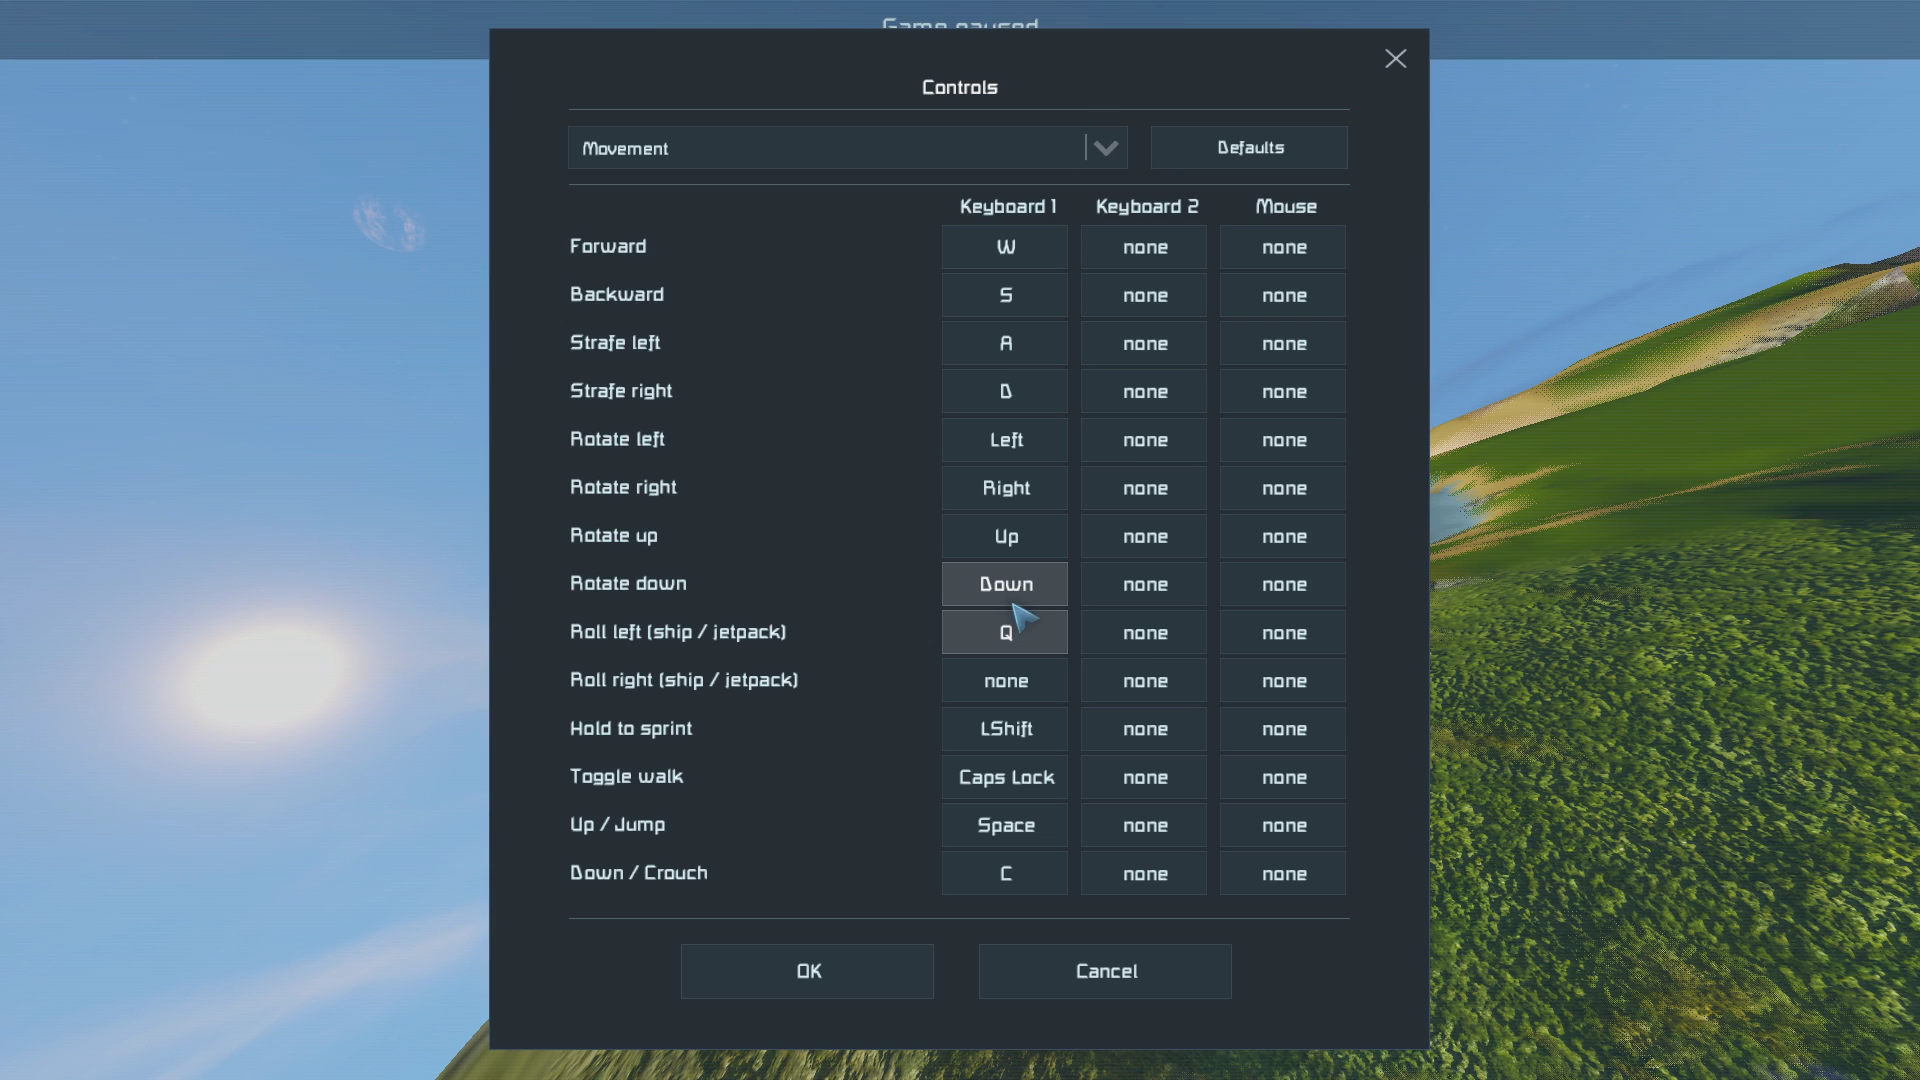 Game paused
Controls
Movement
Defaults
Keyboard 1 Keyboard 2 Mouse
Forward W none none
Backward S none none
Strafe left A none none
Strafe right D none none
Rotate left Left none none
Rotate right Right none none
Rotate up Up none none
Rotate down Down none none
Roll left (ship / jetpack) Q none none
Roll right (ship / jetpack) none none none
Hold to sprint LShift none none
Toggle walk Caps Lock none none
Up / Jump Space none none
Down / Crouch C none none
OK Cancel